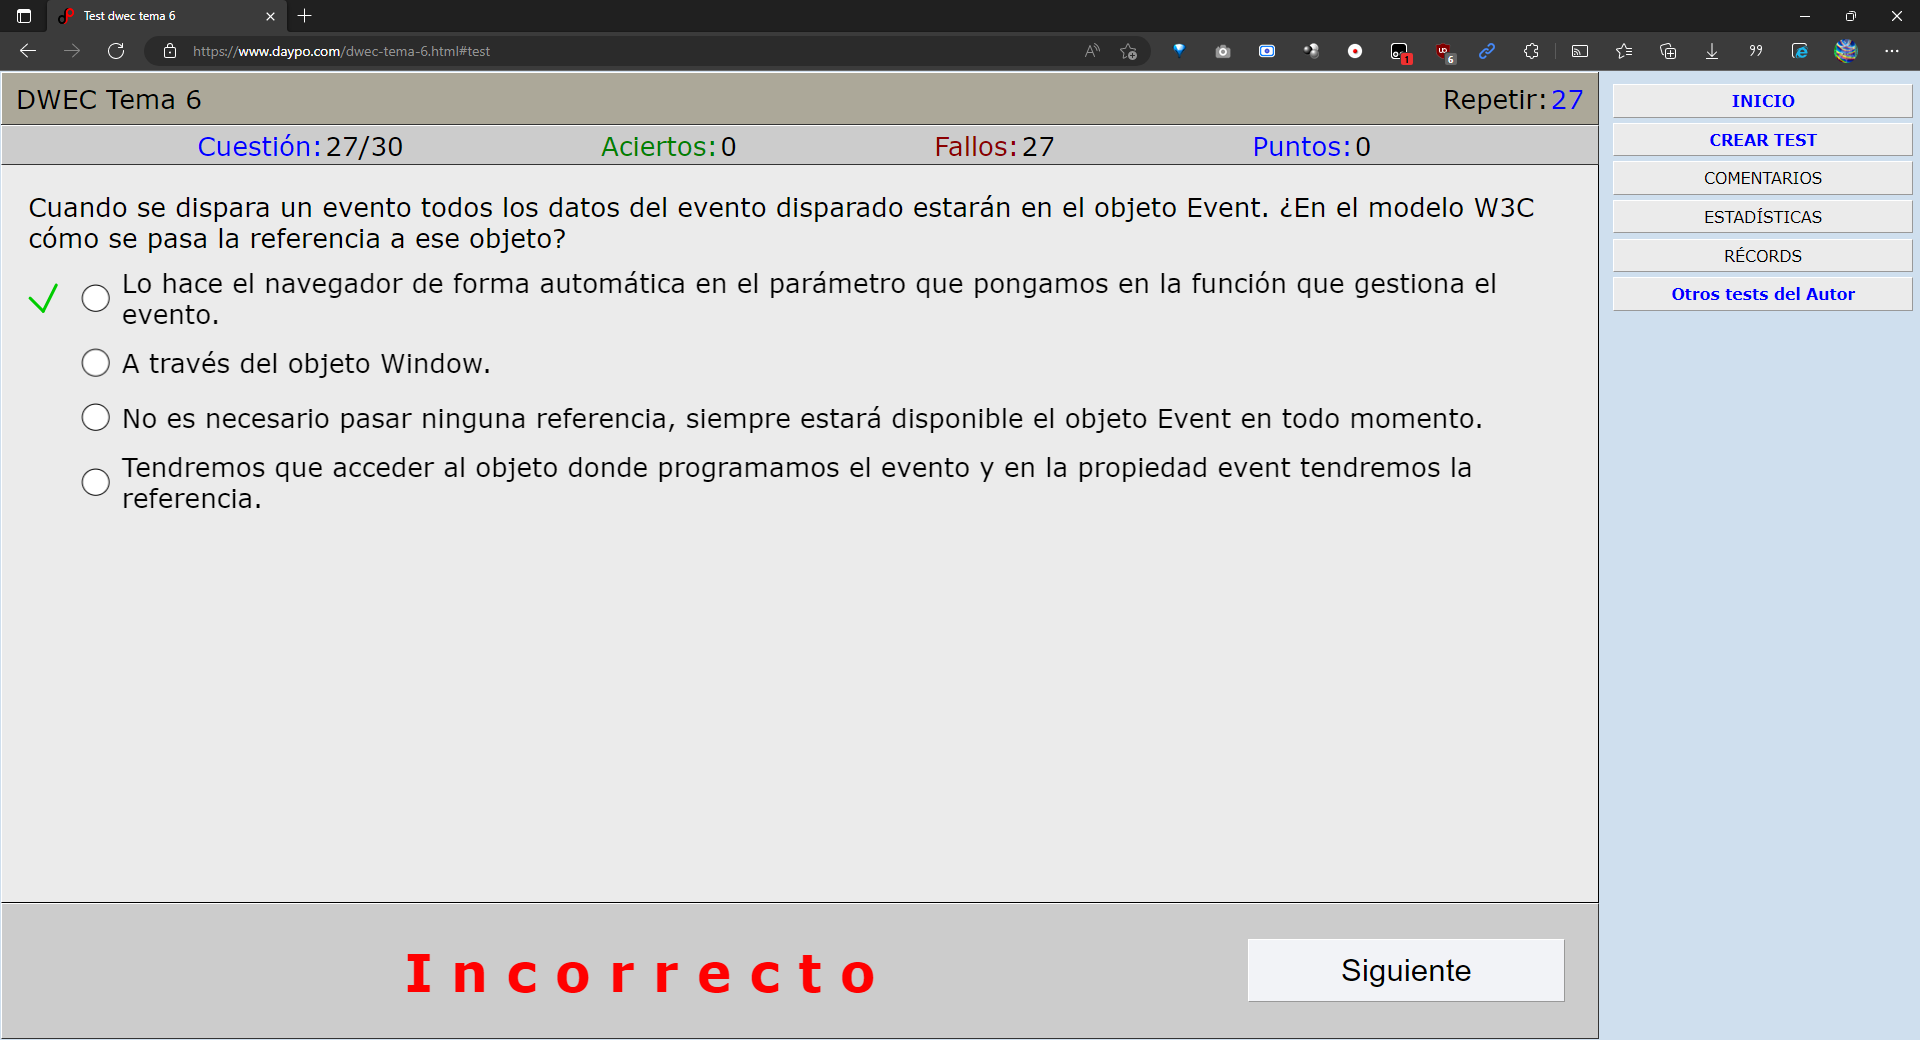 Test dwec tema 6
https://www.daypo.com/dwec-tema-6.html#test
1
6
DWEC Tema 6
Repetir: 27
Cuestión: 27/30
Aciertos: 0
Fallos: 27
Puntos: 0
Cuando se dispara un evento todos los datos del evento disparado estarán en el objeto Event. ¿En el modelo W3C
cómo se pasa la referencia a ese objeto?
Lo hace el navegador de forma automática en el parámetro que pongamos en la función que gestiona el
evento.
A través del objeto Window.
No es necesario pasar ninguna referencia, siempre estará disponible el objeto Event en todo momento.
Tendremos que acceder al objeto donde programamos el evento y en la propiedad event tendremos la
referencia.
Incorrecto
Siguiente
INICIO
CREAR TEST
COMENTARIOS
ESTADÍSTICAS
RÉCORDS
Otros tests del Autor